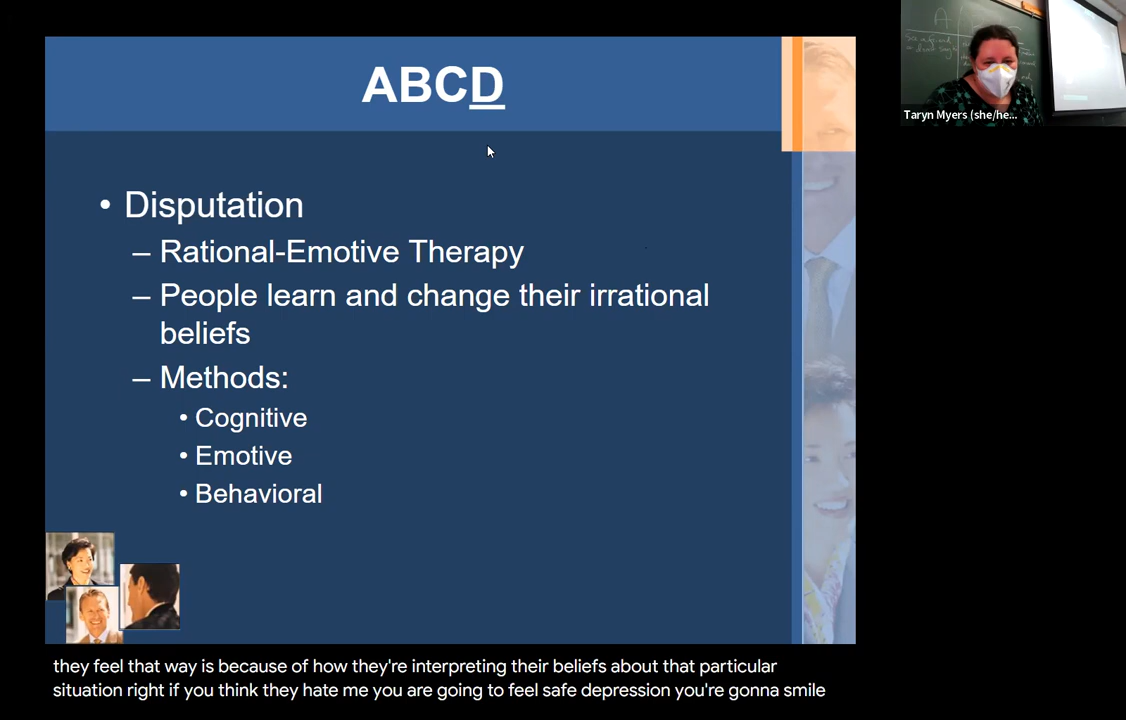 ABCD
• Disputation
– Rational-Emotive Therapy
– People learn and change their irrational
beliefs
– Methods:
• Cognitive
• Emotive
• Behavioral
Taryn Myers (she/he...
they feel that way is because of how they're interpreting their beliefs about that particular
situation right if you think they hate me you are going to feel safe depression you're gonna smile